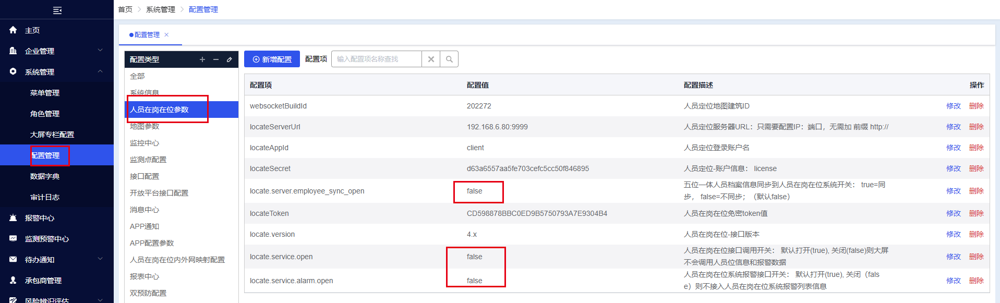 首页 系统管理 配置管理
主页
企业管理
系统管理
菜单管理
角色管理
大屏专栏配置
配置管理
数据字典
审计日志
报警中心
监测预警中心
待办通知
承包商管理
风险辨识评估
配置管理
配置类型
全部
系统信息
人员在岗在位参数
地图参数
监控中心
监测点配置
接口配置
开放平台接口配置
消息中心
APP通知
APP配置参数
人员在岗在位内外网映射配置
报表中心
双预防配置
新增配置 配置项 输入配置项名称查找
配置项 配置值 配置描述 操作
websocketBuildId 202272 人员定位地图建筑ID 修改 删除
locateServerUrl 192.168.6.80:9999 人员定位服务器URL：只需要配置IP：端口，无需加 前缀 http:// 修改 删除
locateAppId client 人员定位登录账户名 修改 删除
locateSecret d63a6557aa5fe703cefc5cc50f846895 人员定位-账户信息： license 修改 删除
locate.server.employee_sync_open false 五位一体人员档案信息同步到人员在岗在位系统开关： true=同
步， false=不同步；（默认false） 修改 删除
locateToken CD598878BBC0ED9B5750793A7E9304B4 人员在岗在位免密token值 修改 删除
locate.version 4.x 人员在岗在位-接口版本 修改 删除
locate.service.open false 人员在岗在位接口调用开关： 默认打开(true), 关闭(false)则大屏
不会调用人员位信息和报警数据 修改 删除
locate.service.alarm.open false 人员在岗在位系统报警接口开关： 默认打开(true), 关闭（fals
e）则不接入人员在岗在位系统报警列表信息 修改 删除